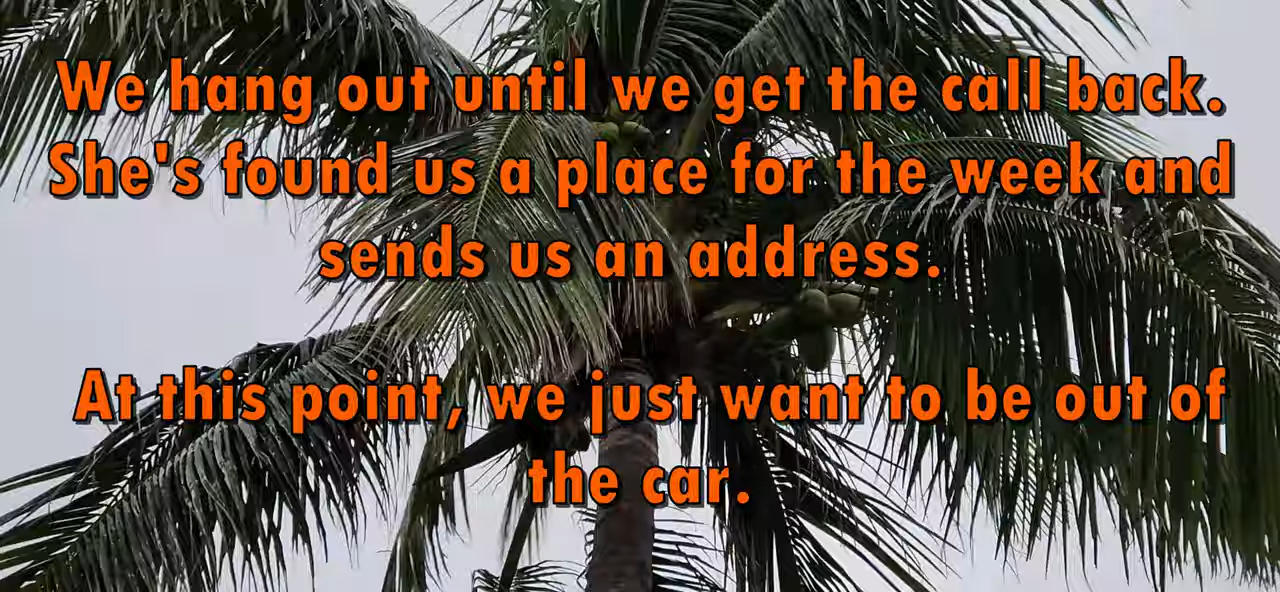 We hang out until we get the call back.
She's found us a place for the week and
sends us an address.
At this point, we just want to be out of
the car.